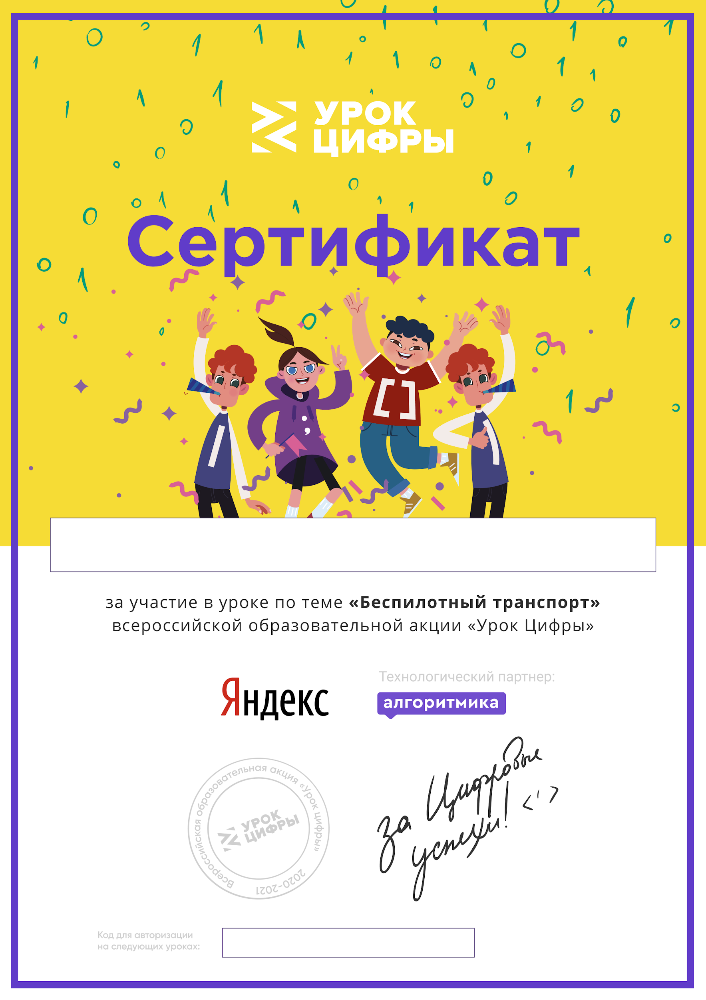 УРОК
ЦИФРЫ
Сертификат
за участие в уроке по теме «Беспилотный транспорт»
всероссийской образовательной акции «Урок Цифры»
Яндекс
Технологический партнер:
алгоритмика
Всероссийская образовательная акция «Урок цифры»
2020-2021
УРОК
ЦИФРЫ
за Цифровые
успехи! <'>
Код для авторизации
на следующих уроках: